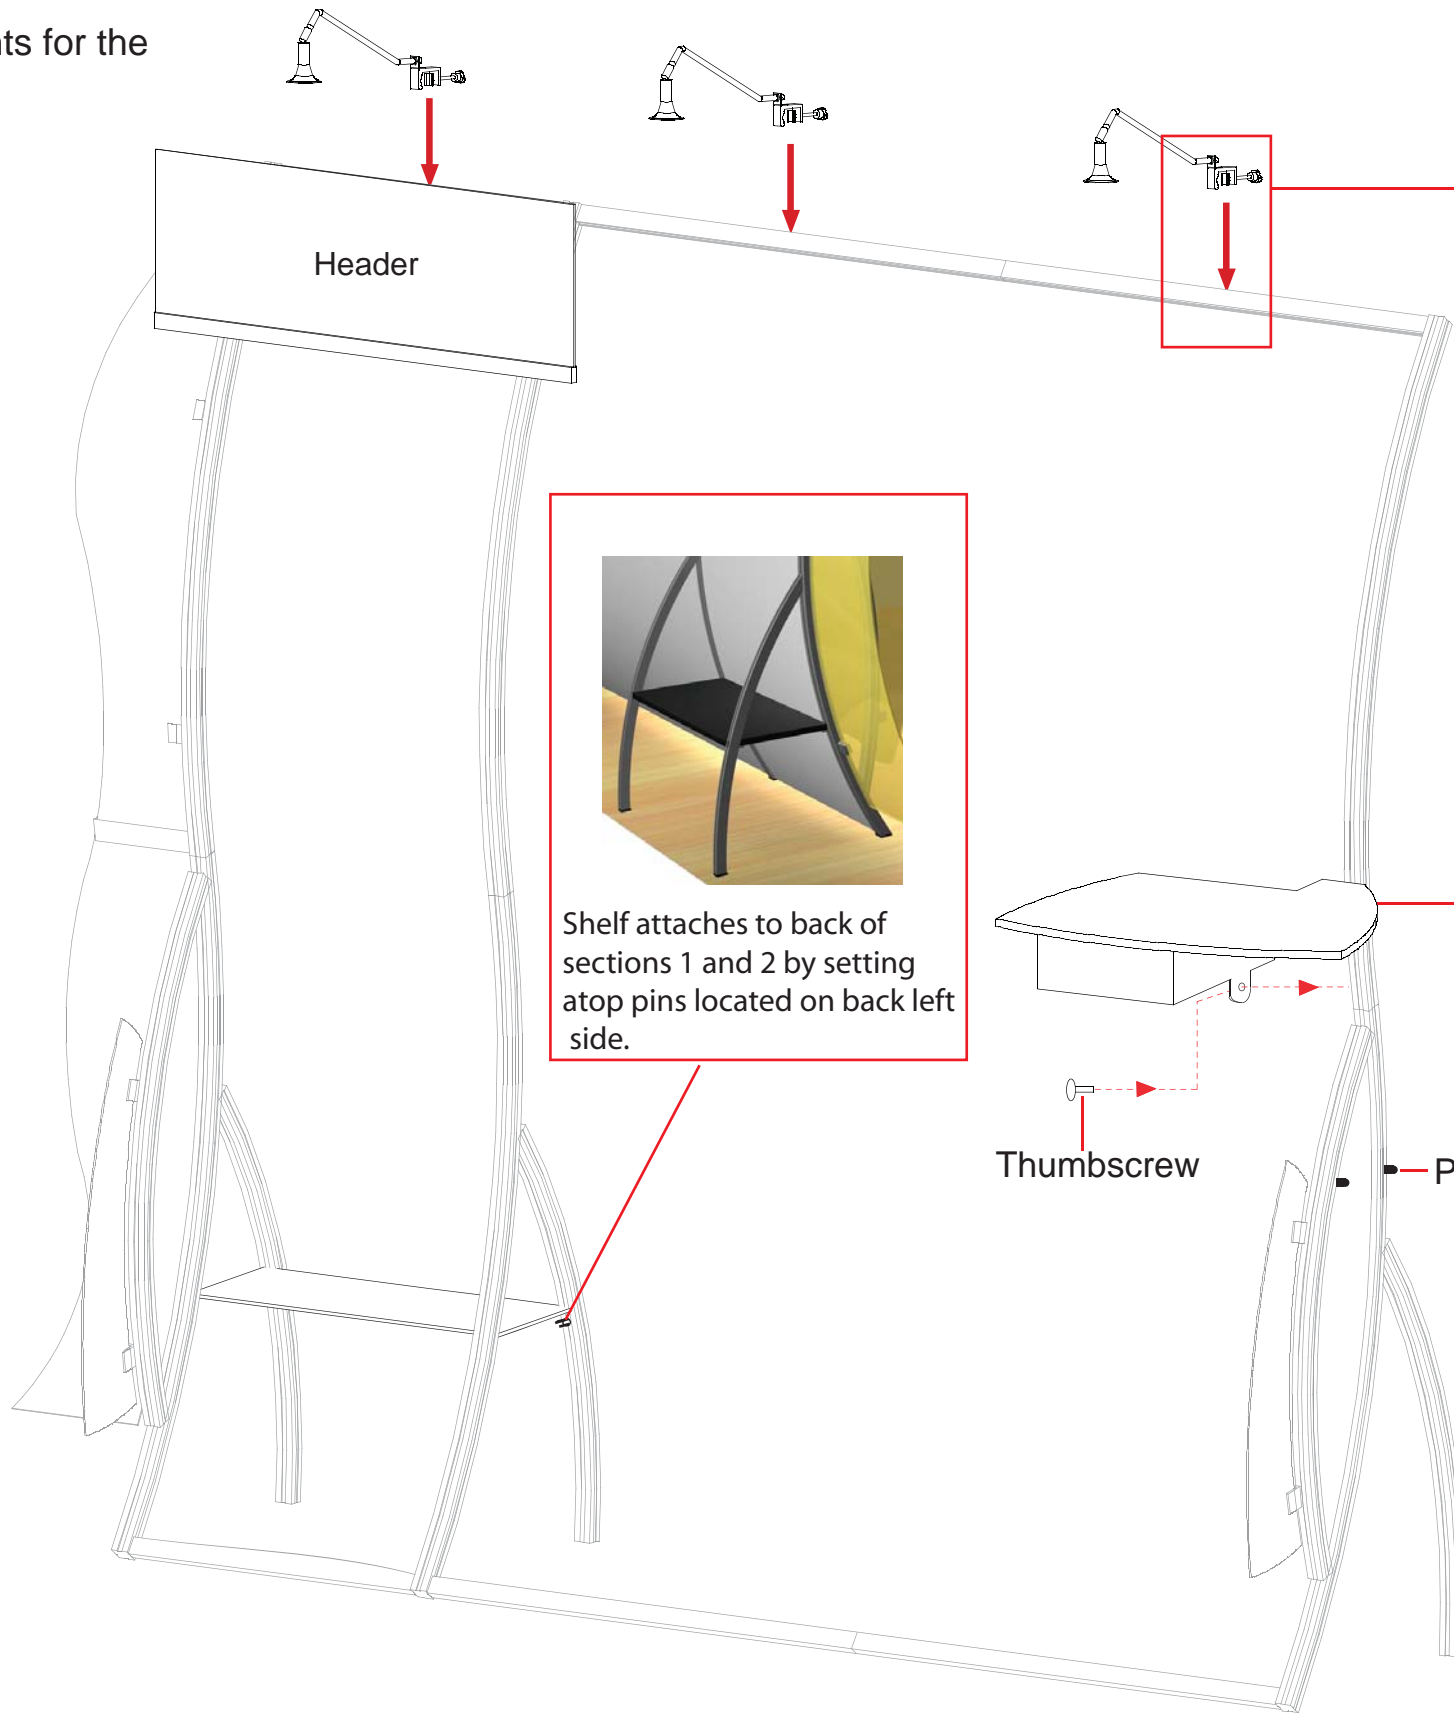 for the
Header
Shelf attaches to back of
sections 1 and 2 by setting
atop pins located on back left
side.
Thumbscrew